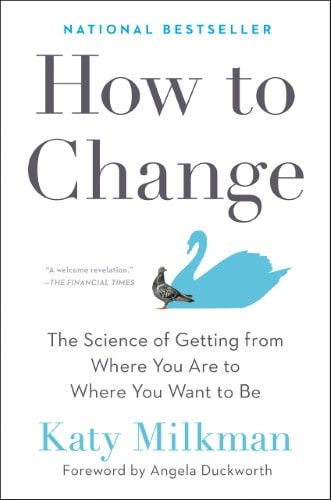 NATIONAL BESTSELLER
How to
Change
"A welcome revelation."
—THE FINANCIAL TIMES
The Science of Getting from
Where You Are to
Where You Want to Be
Katy Milkman
Foreword by Angela Duckworth